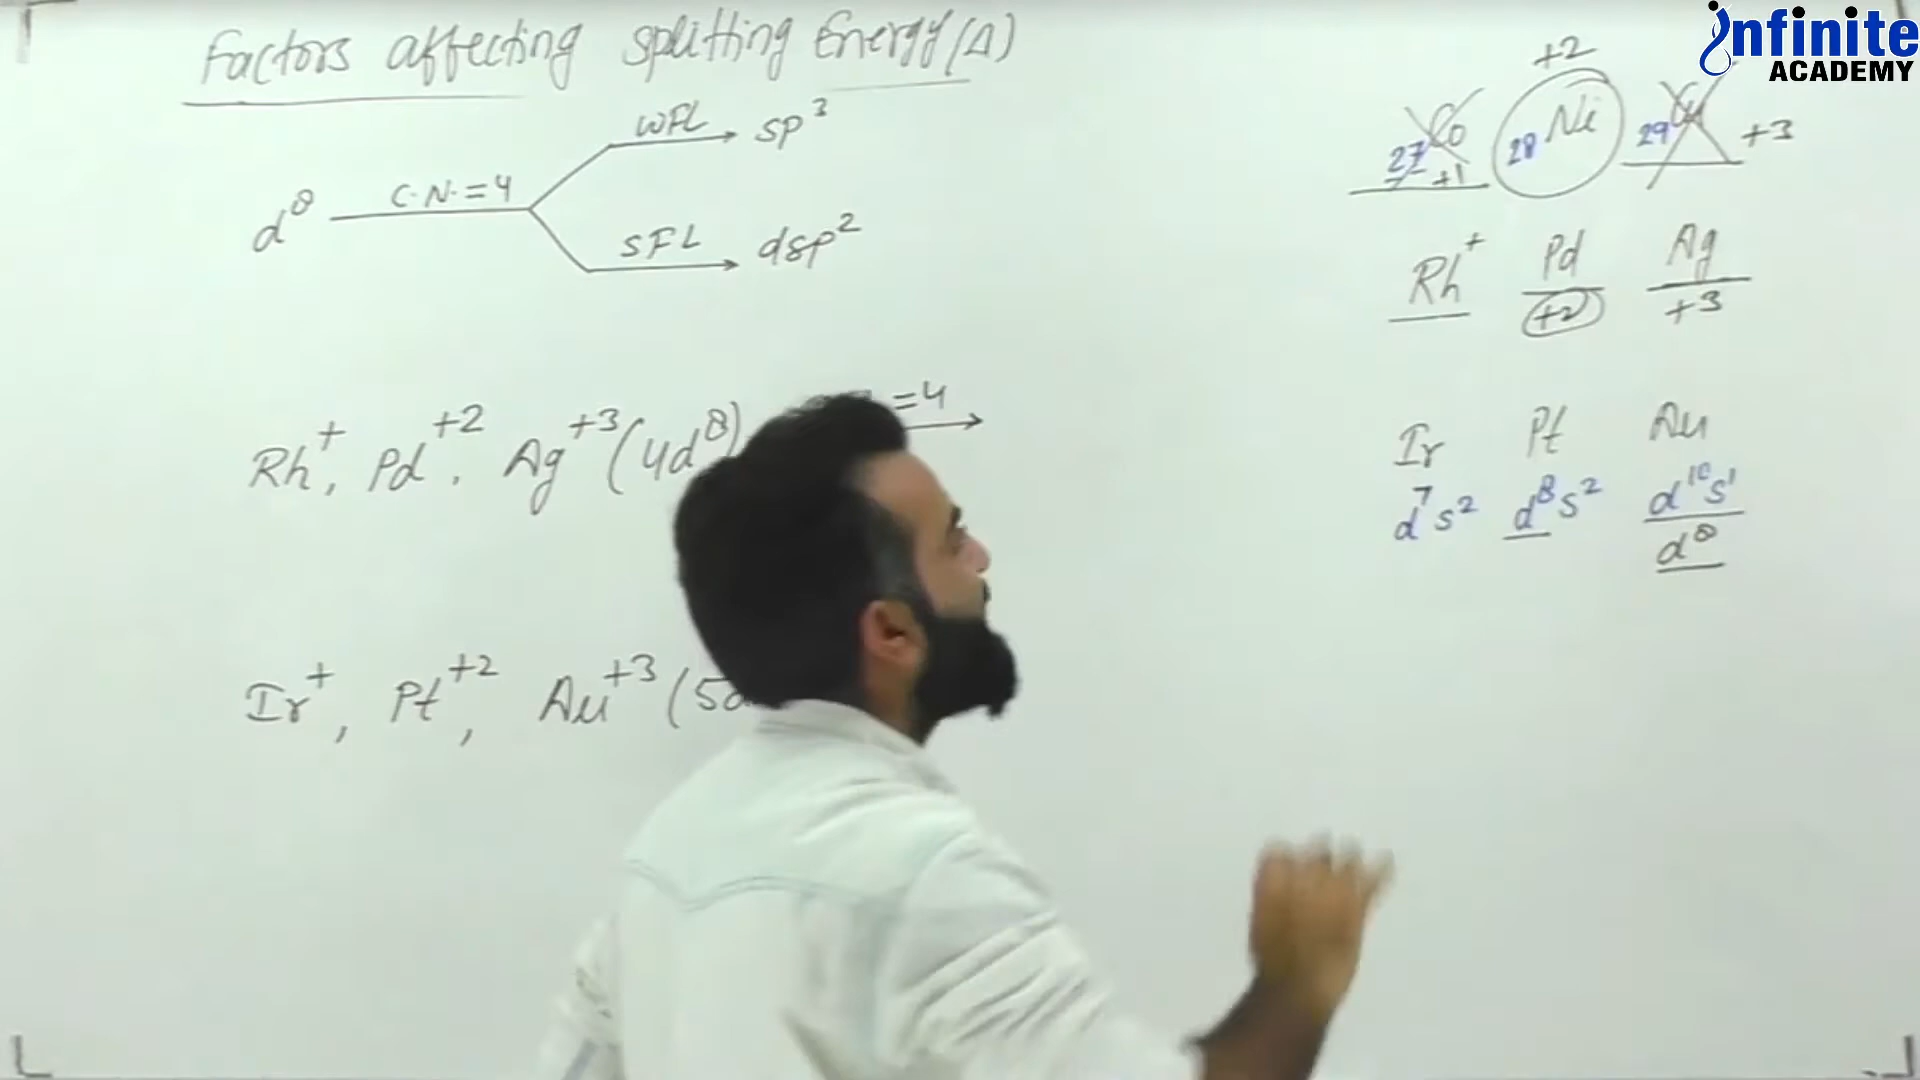 Factors affecting splitting Energy (Δ)
d⁸ C.N.=4
WFL sp³
SFL dsp²
Rh⁺, Pd⁺², Ag⁺³ (4d⁸) =4
Ir⁺, Pt⁺², Au⁺³ (5d
+2
₂₇Co ₂₈Ni ₂₉Cu +3
+1
Rh⁺ Pd Ag
+2 +3
Ir Pt Au
d⁷s² d⁸s² d¹⁰s¹
d⁸
infinite
ACADEMY